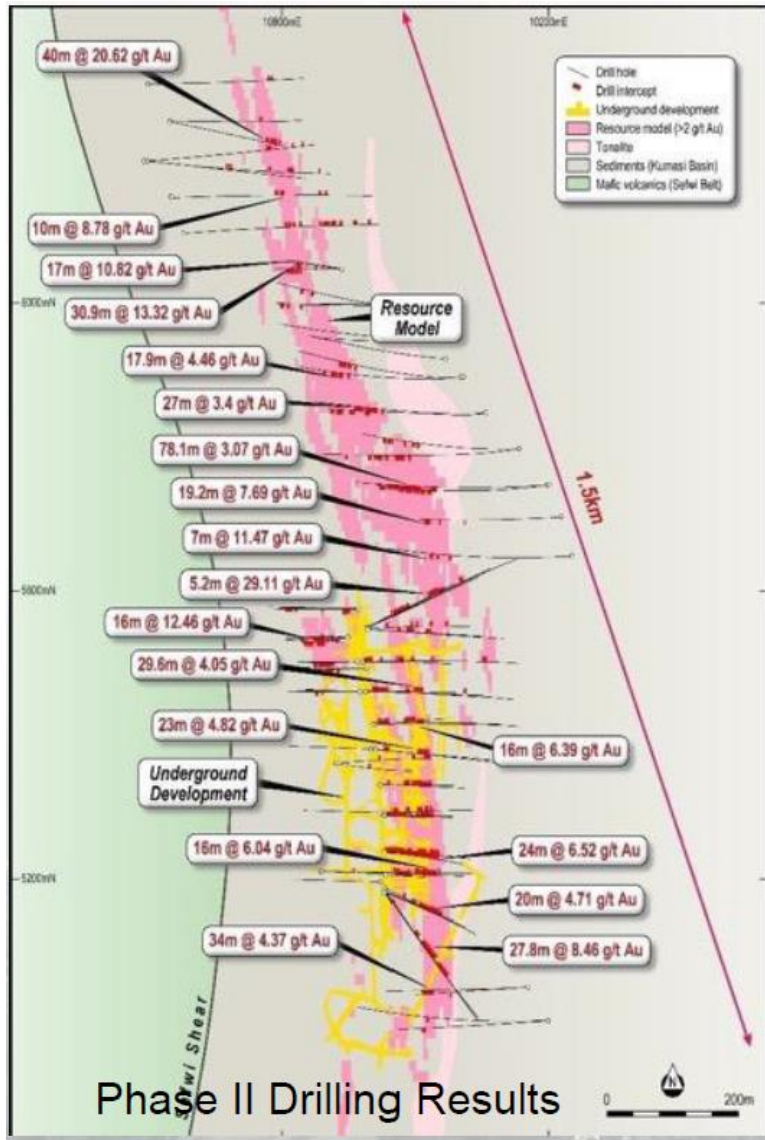 10800mE
10200mE
40m @ 20.62 g/t Au
Drill hole
Drill intercept
Underground development
Resource model (>2 g/t Au)
Tonalite
Sediments (Kumasi Basin)
Mafic volcanics (Sefwi Belt)
10m @ 8.78 g/t Au
17m @ 10.82 g/t Au
30.9m @ 13.32 g/t Au
6000mN
Resource
Model
17.9m @ 4.46 g/t Au
27m @ 3.4 g/t Au
78.1m @ 3.07 g/t Au
1.5km
19.2m @ 7.69 g/t Au
7m @ 11.47 g/t Au
5.2m @ 29.11 g/t Au
5600mN
16m @ 12.46 g/t Au
29.6m @ 4.05 g/t Au
23m @ 4.82 g/t Au
16m @ 6.39 g/t Au
Underground
Development
16m @ 6.04 g/t Au
24m @ 6.52 g/t Au
5200mN
20m @ 4.71 g/t Au
34m @ 4.37 g/t Au
27.8m @ 8.46 g/t Au
Sefwi Shear
N
Phase II Drilling Results
0
200m